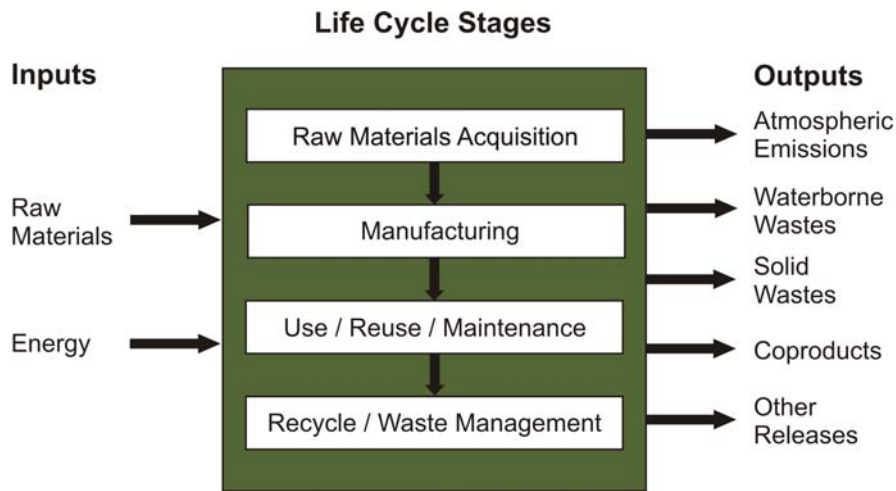 Life Cycle Stages
Inputs
Outputs
Raw Materials Acquisition
Manufacturing
Use / Reuse / Maintenance
Recycle / Waste Management
Raw
Materials
Energy
Atmospheric
Emissions
Waterborne
Wastes
Solid
Wastes
Coproducts
Other
Releases